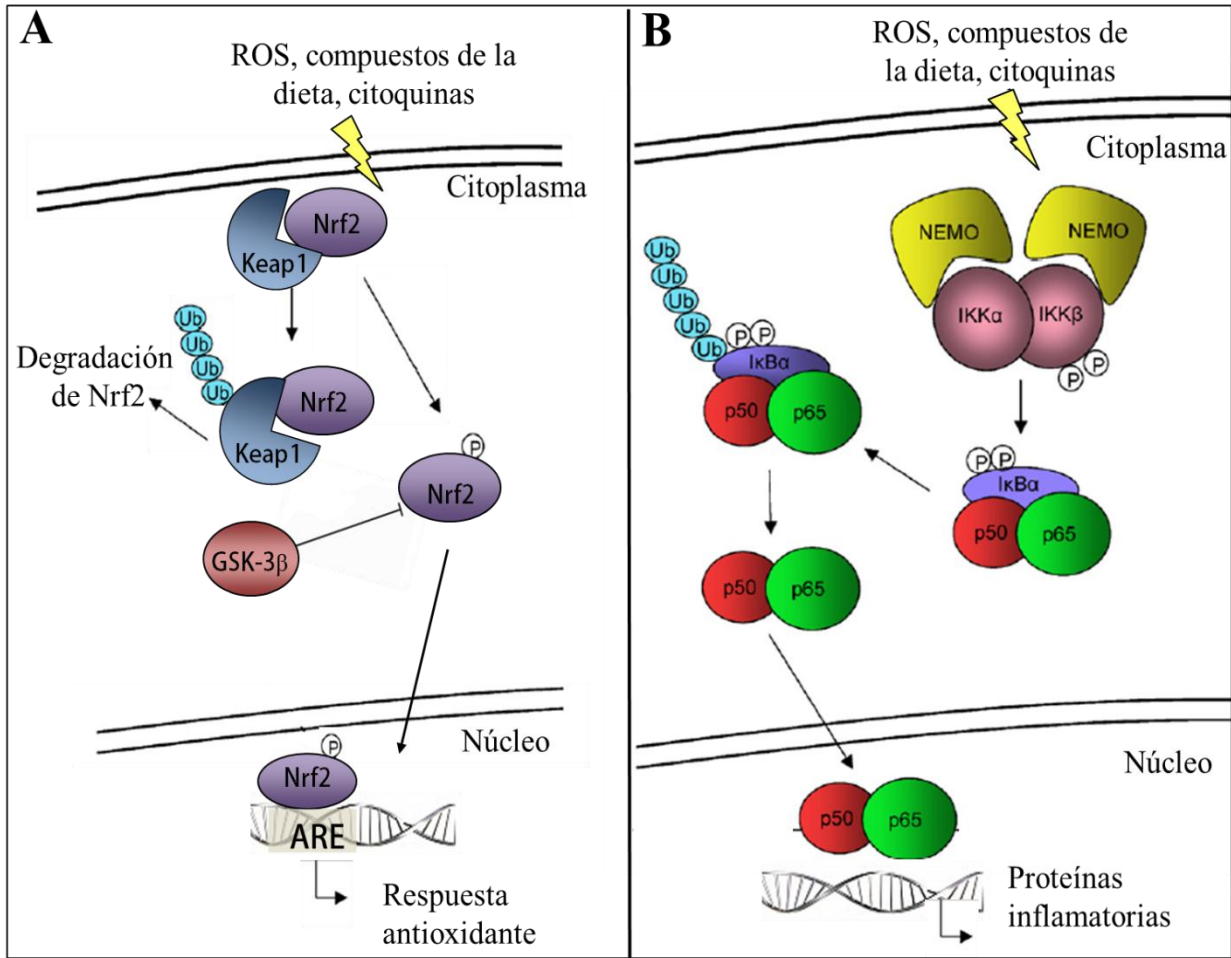 A
ROS, compuestos de la
dieta, citoquinas
Citoplasma
Nrf2
Keap1
Ub
Ub
Ub
Ub
Degradación
de Nrf2
Nrf2
Keap1
P
Nrf2
GSK-3β
Núcleo
P
Nrf2
ARE
Respuesta
antioxidante
B
ROS, compuestos de
la dieta, citoquinas
Citoplasma
NEMO
NEMO
IKKα
IKKβ
P
P
Ub
Ub
Ub
Ub
Ub
P P
IκBα
p50
p65
P P
IκBα
p50
p65
p50
p65
Núcleo
p50
p65
Proteínas
inflamatorias